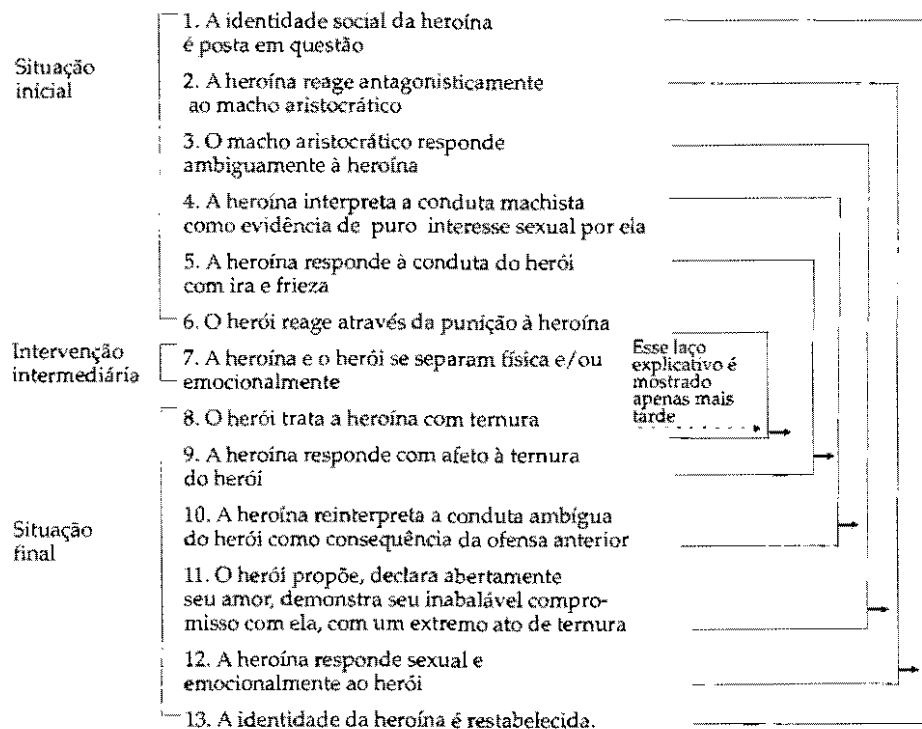 1. A identidade social da heroína
é posta em questão
Situação
inicial
2. A heroína reage antagonisticamente
ao macho aristocrático
3. O macho aristocrático responde
ambiguamente à heroína
4. A heroína interpreta a conduta machista
como evidência de puro interesse sexual por ela
5. A heroína responde à conduta do herói
com ira e frieza
6. O herói reage através da punição à heroína
Intervenção
intermediária
7. A heroína e o herói se separam física e/ou
emocionalmente
Esse laço
explicativo é
mostrado
apenas mais
tarde
8. O herói trata a heroína com ternura
9. A heroína responde com afeto à ternura
do herói
Situação
final
10. A heroína reinterpreta a conduta ambígua
do herói como consequência da ofensa anterior
11. O herói propõe, declara abertamente
seu amor, demonstra seu inabalável compro-
misso com ela, com um extremo ato de ternura
12. A heroína responde sexual e
emocionalmente ao herói
13. A identidade da heroína é restabelecida.